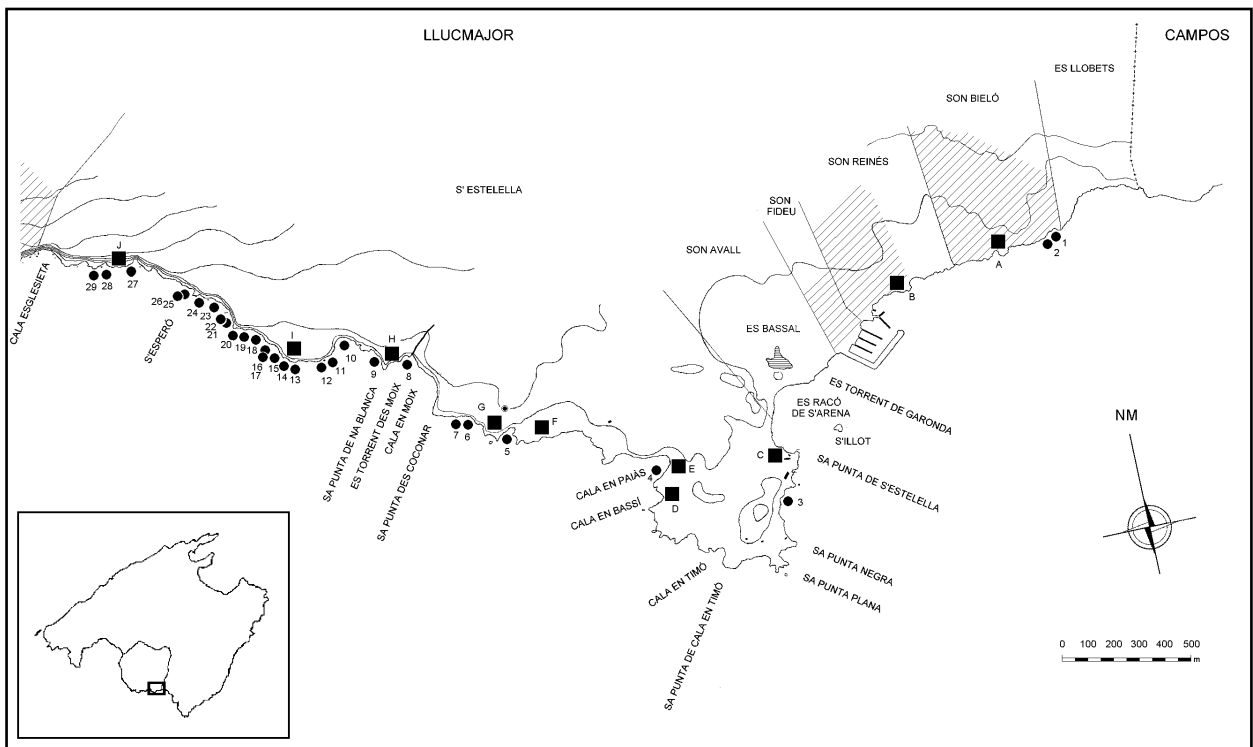 LLUCMAJOR
CAMPOS
ES LLOBETS
SON BIELÓ
SON REINÉS
S' ESTELELLA
SON
FIDEU
SON AVALL
1
2
A
B
J
29
28
27
CALA ESGLESIETA
26
25
24
23
22
21
20
19
18
17
16
15
14
13
12
11
10
9
8
I
H
S'ESPERÓ
ES BASSAL
ES TORRENT DE GARONDA
ES RACÓ
DE S'ARENA
S'ILLOT
SA PUNTA DE NA BLANCA
ES TORRENT DES MOIX
CALA EN MOIX
SA PUNTA DES COCONAR
G
F
7
6
5
C
E
4
D
3
CALA EN PAIÀS
CALA EN BASSÍ
SA PUNTA DE S'ESTELELLA
SA PUNTA NEGRA
SA PUNTA PLANA
CALA EN TIMÓ
SA PUNTA DE CALA EN TIMÓ
NM
0 100 200 300 400 500
m